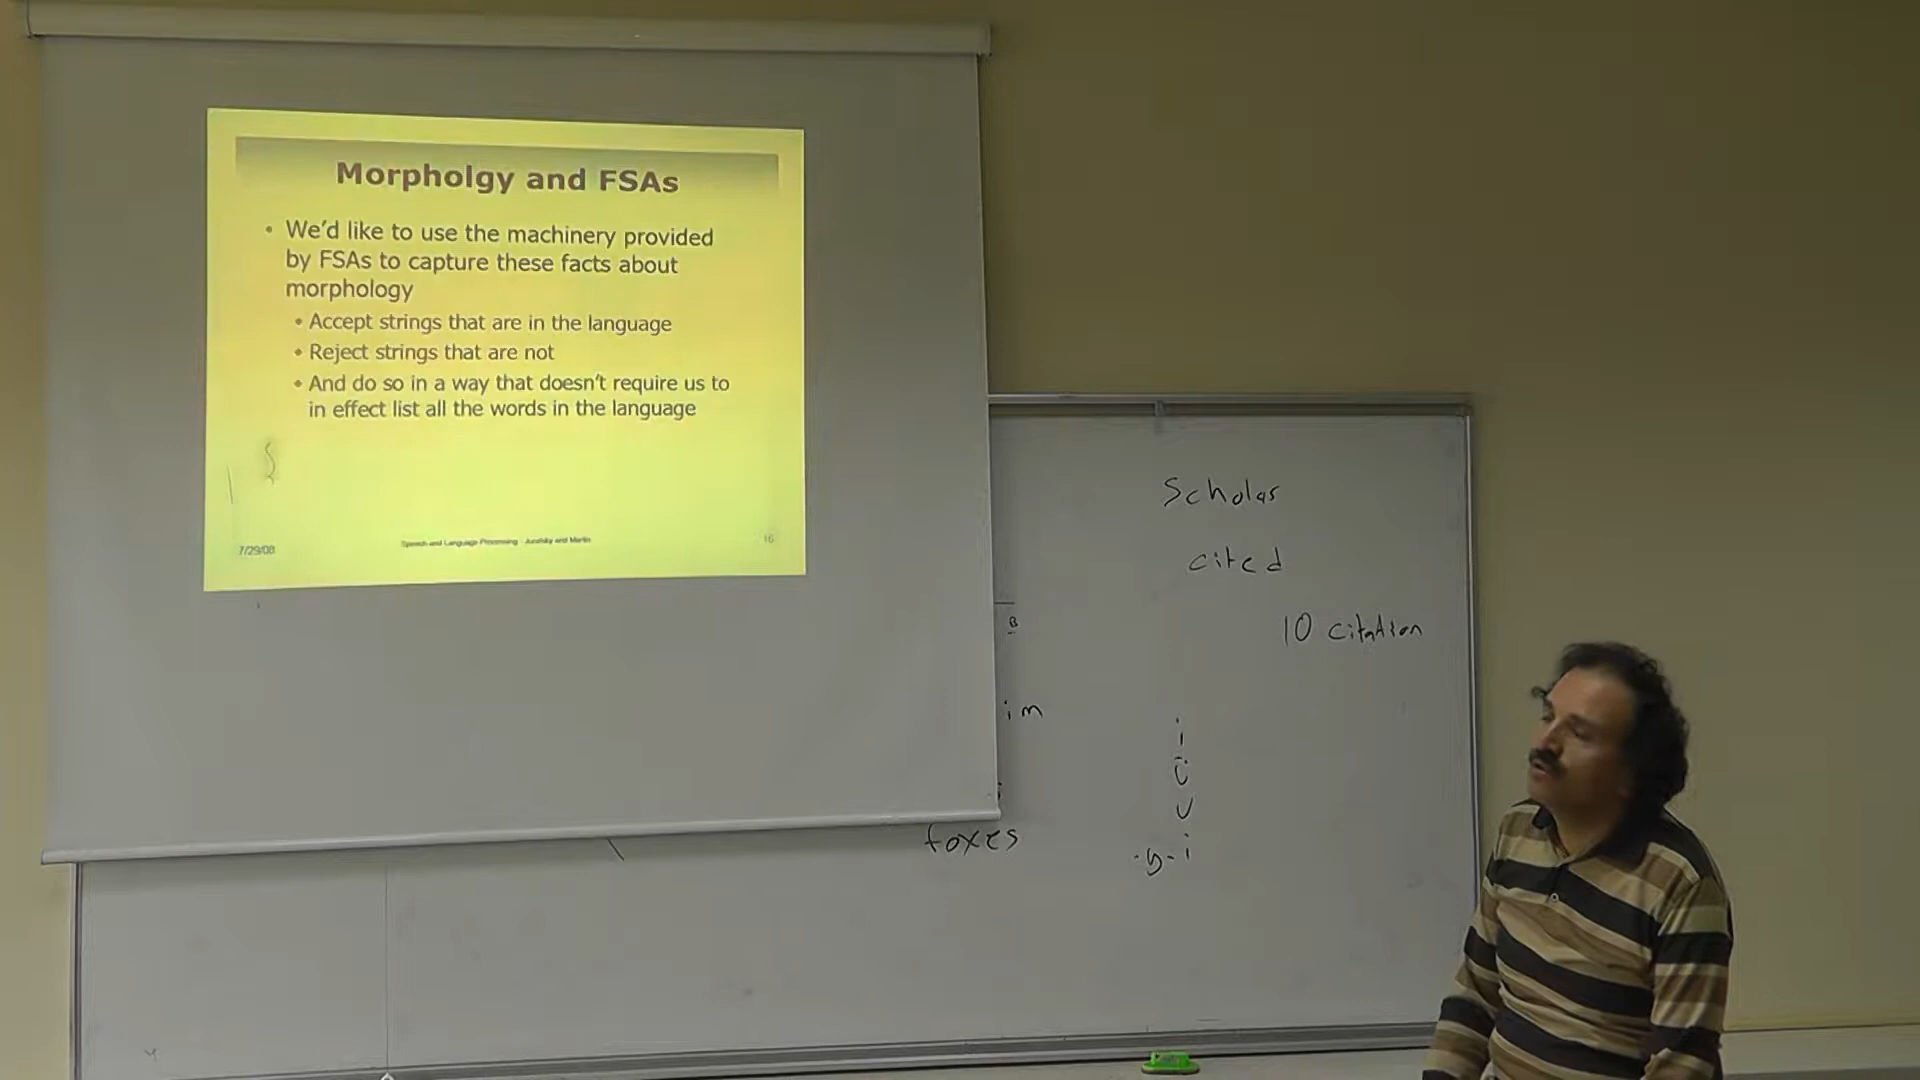 Morpholgy and FSAs
• We'd like to use the machinery provided
by FSAs to capture these facts about
morphology
• Accept strings that are in the language
• Reject strings that are not
• And do so in a way that doesn't require us to
in effect list all the words in the language
7/29/08
Speech and Language Processing - Jurafsky and Martin
16
Scholar
cited
10 citation
B
im
i
ü
u
foxes
-y- i